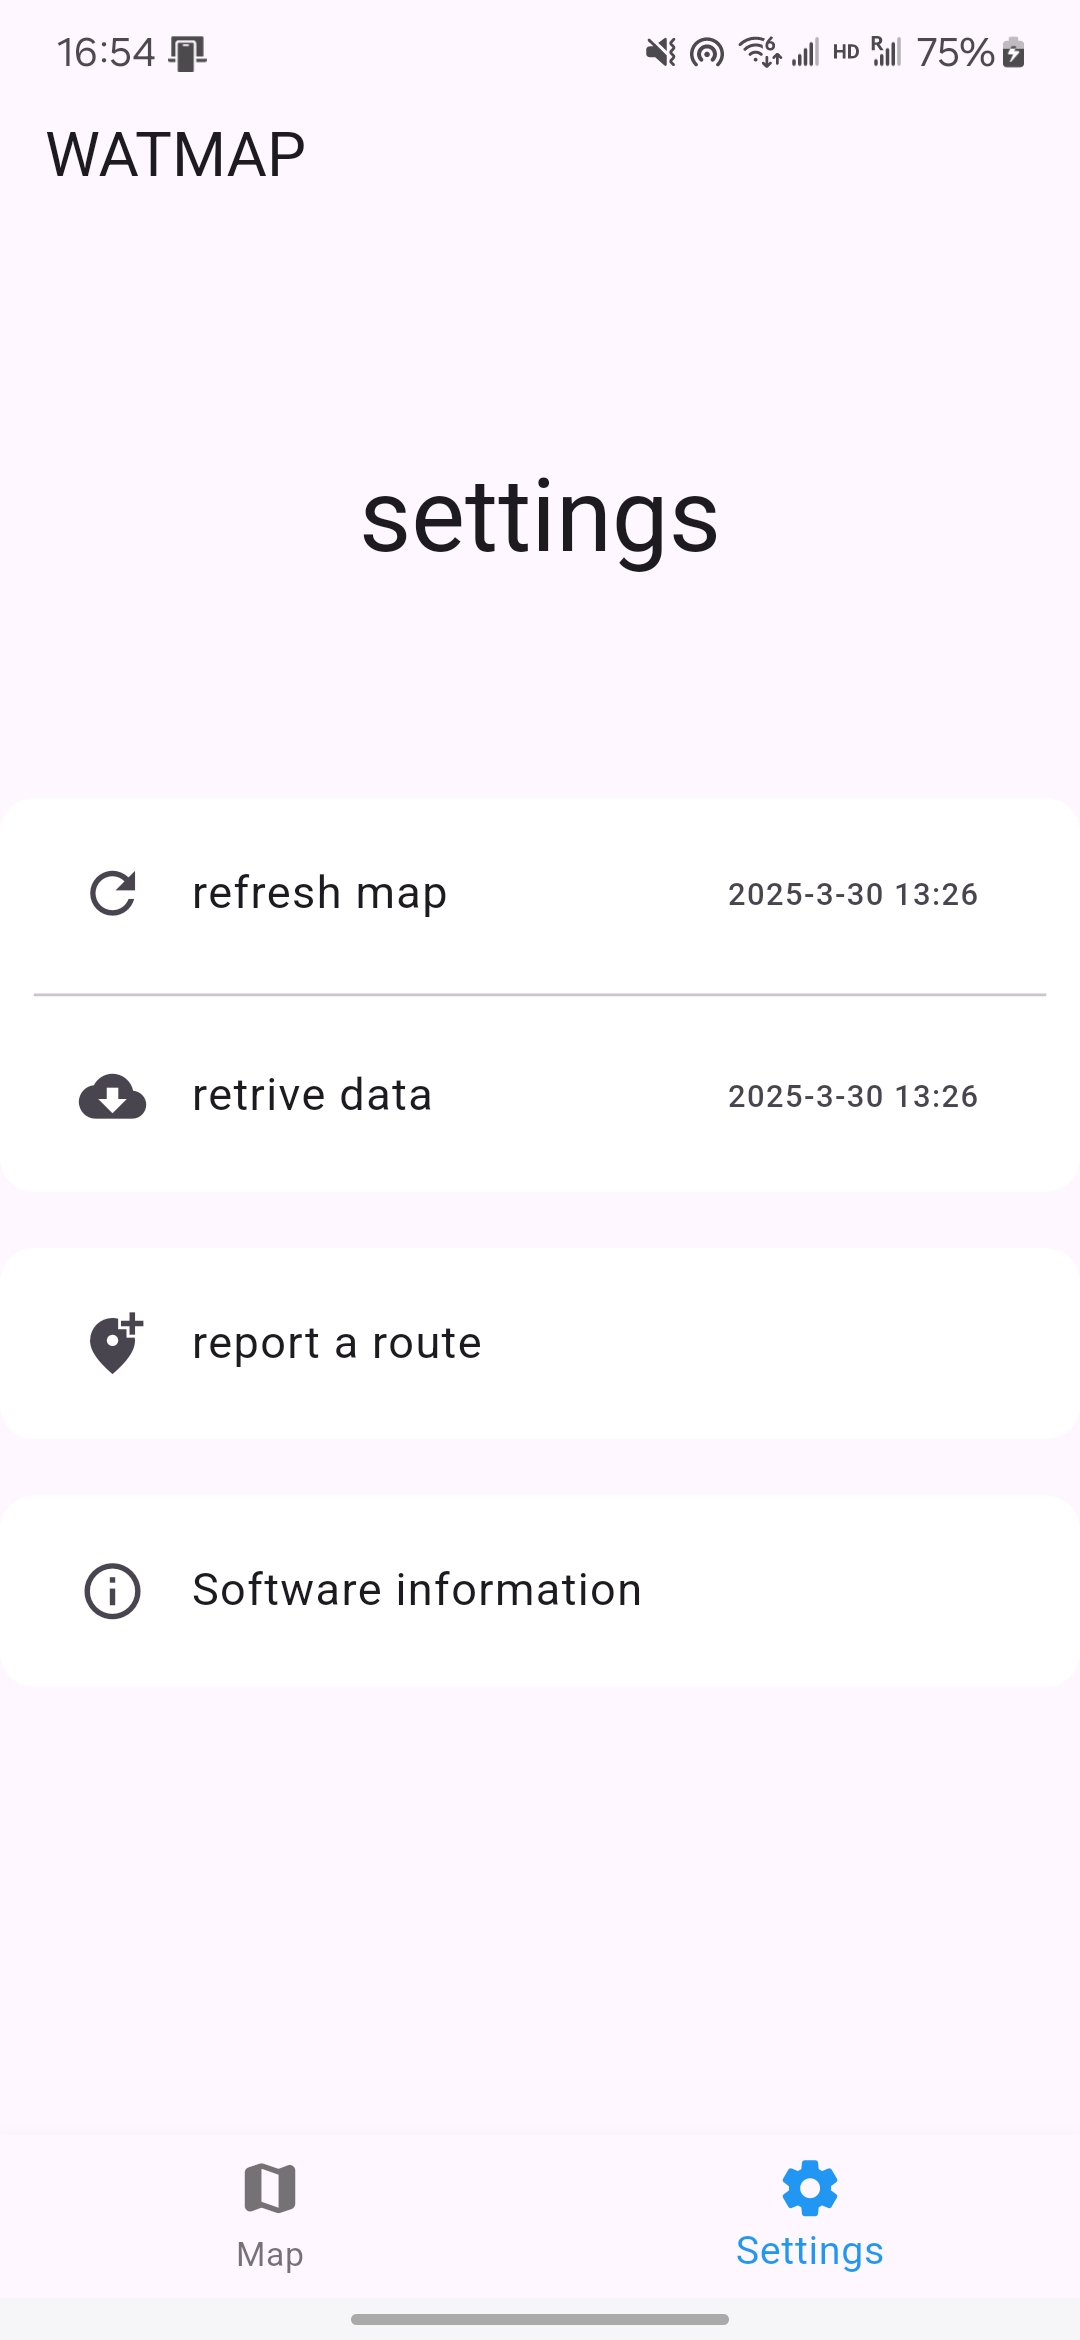 16:54 6 HD R 75%
WATMAP
settings
refresh map 2025-3-30 13:26
retrive data 2025-3-30 13:26
report a route
Software information
Map Settings